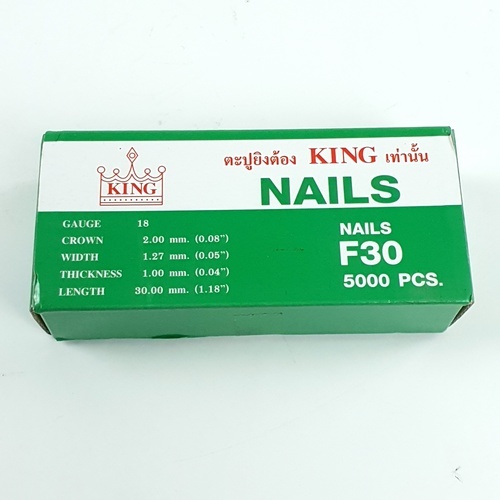 KING
ตะปูยิงต้อง KING เท่านั้น
NAILS
GAUGE 18
CROWN 2.00 mm. (0.08")
WIDTH 1.27 mm. (0.05")
THICKNESS 1.00 mm. (0.04")
LENGTH 30.00 mm. (1.18")
NAILS
F30
5000 PCS.